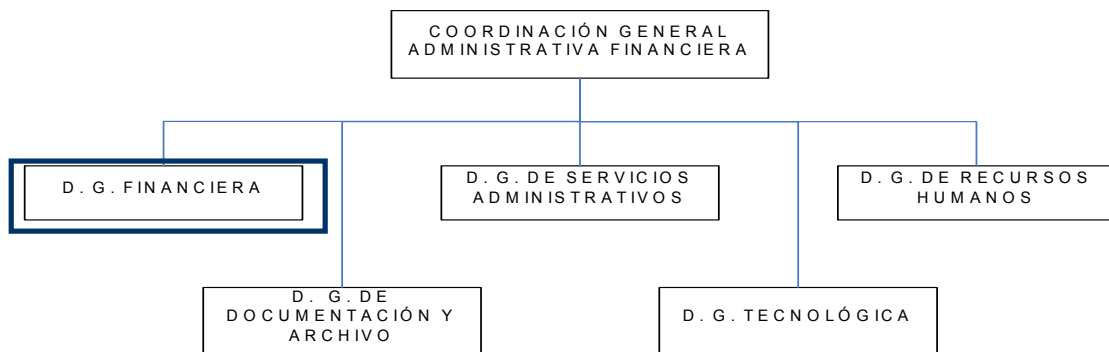 COORDINACIÓN GENERAL
ADMINISTRATIVA FINANCIERA
D. G. FINANCIERA
D. G. DE SERVICIOS
ADMINISTRATIVOS
D. G. DE RECURSOS
HUMANOS
D. G. DE
DOCUMENTACIÓN Y
ARCHIVO
D. G. TECNOLÓGICA